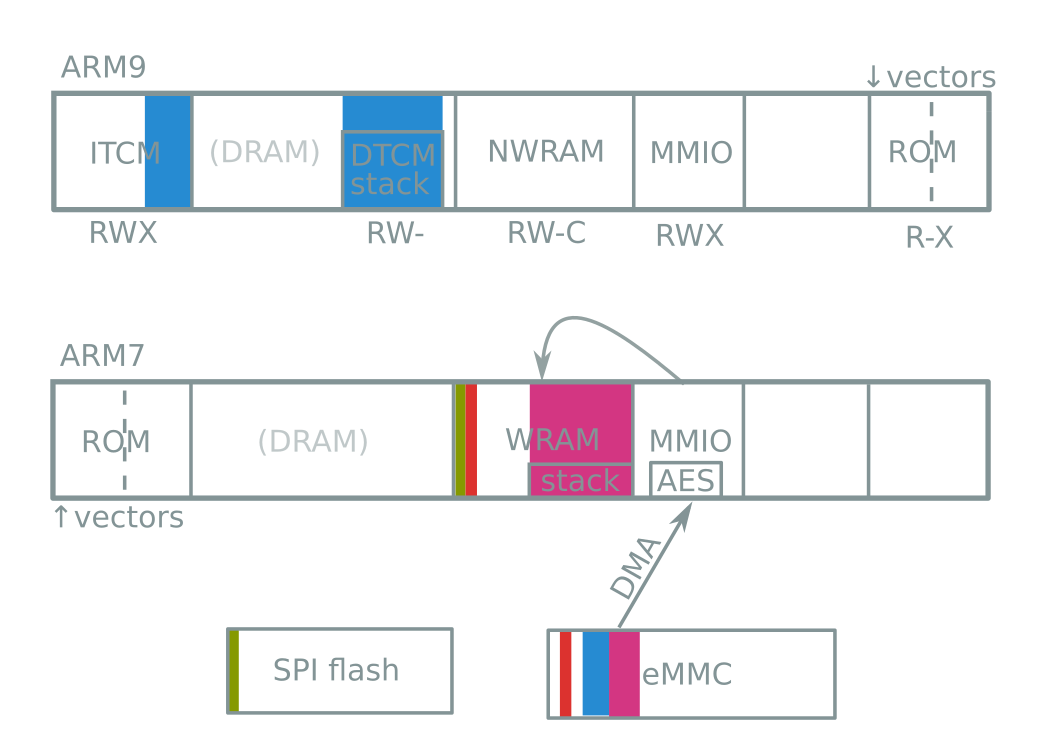 ARM9
↓vectors
ITCM
(DRAM)
DTCM
stack
NWRAM
MMIO
ROM
RWX
RW-
RW-C
RWX
R-X
ARM7
ROM
(DRAM)
WRAM
stack
MMIO
AES
↑vectors
DMA
SPI flash
eMMC